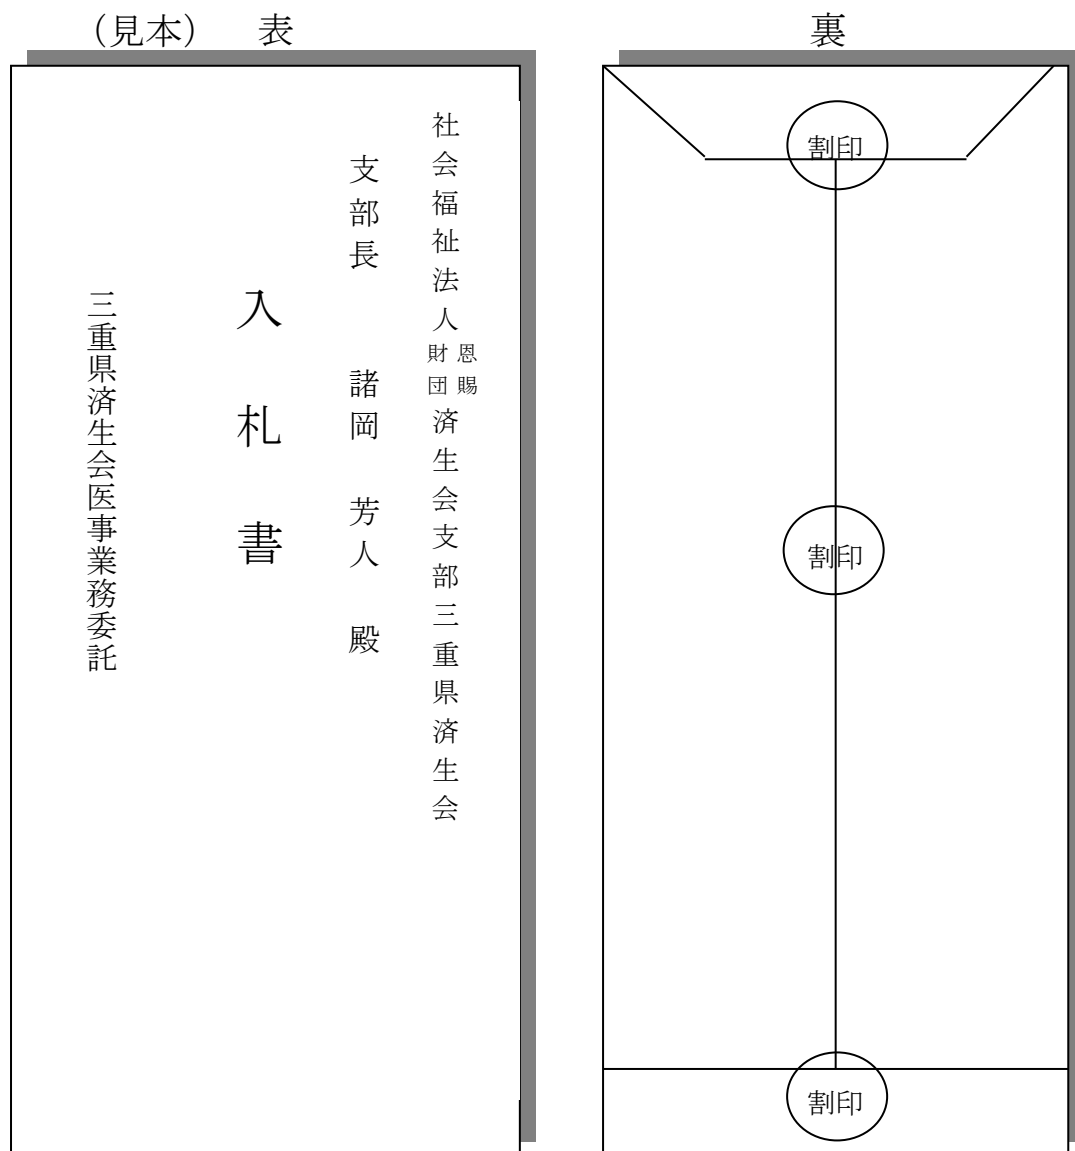 (見本) 表
社会福祉法人恩賜財団済生会支部三重県済生会
支部長 諸岡 芳人 殿
入札書
三重県済生会医事業務委託
裏
割印
割印
割印